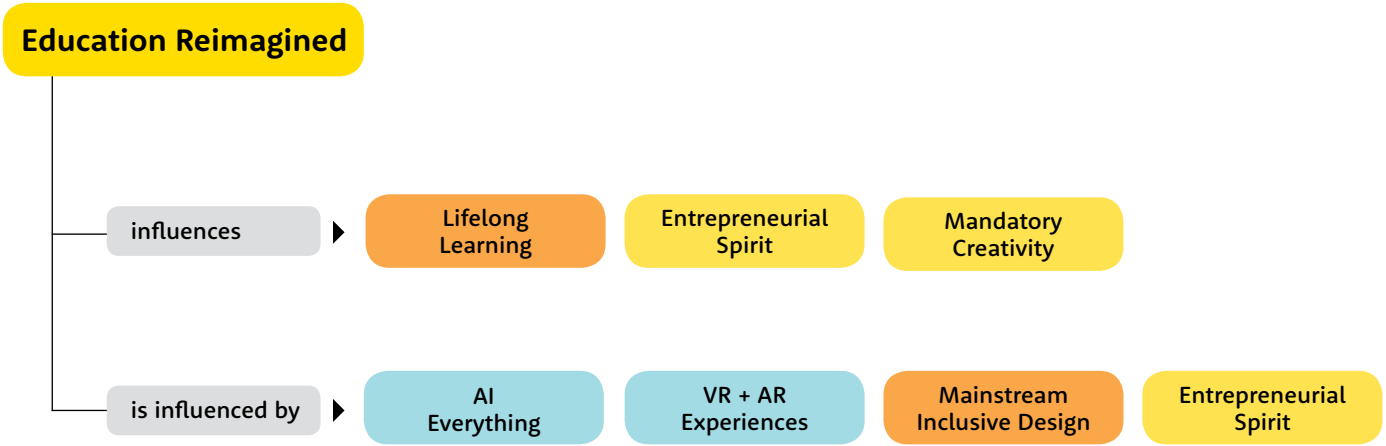 Education Reimagined
influences
Lifelong
Learning
Entrepreneurial
Spirit
Mandatory
Creativity
is influenced by
AI
Everything
VR + AR
Experiences
Mainstream
Inclusive Design
Entrepreneurial
Spirit